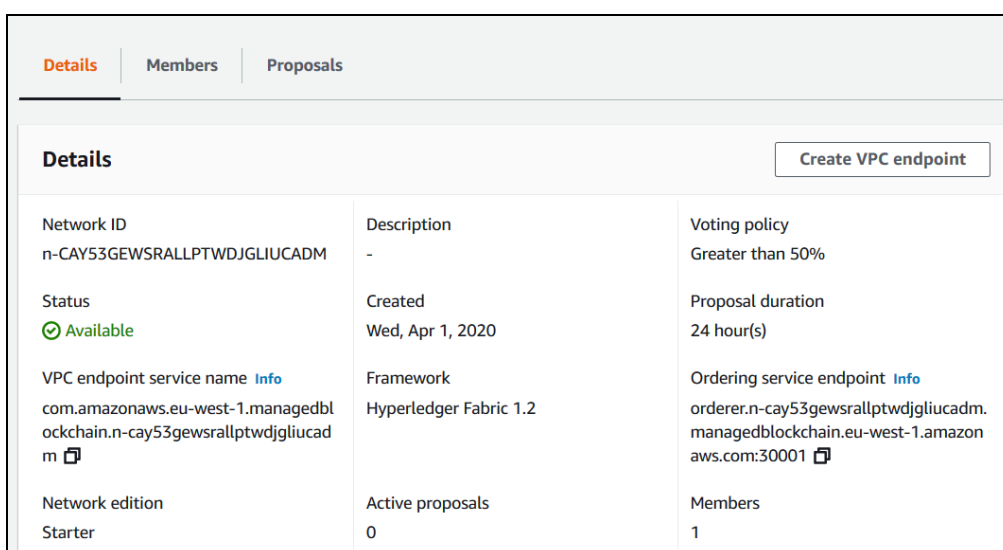 Details
Members
Proposals
Details
Create VPC endpoint
Network ID
n-CAY53GEWSRALLPTWDJGLIUCADM
Description
-
Voting policy
Greater than 50%
Status
Available
Created
Wed, Apr 1, 2020
Proposal duration
24 hour(s)
VPC endpoint service name Info
com.amazonaws.eu-west-1.managedbl
ockchain.n-cay53gewsrallptwdjgliucad
m
Framework
Hyperledger Fabric 1.2
Ordering service endpoint Info
orderer.n-cay53gewsrallptwdjgliucadm.
managedblockchain.eu-west-1.amazon
aws.com:30001
Network edition
Starter
Active proposals
0
Members
1